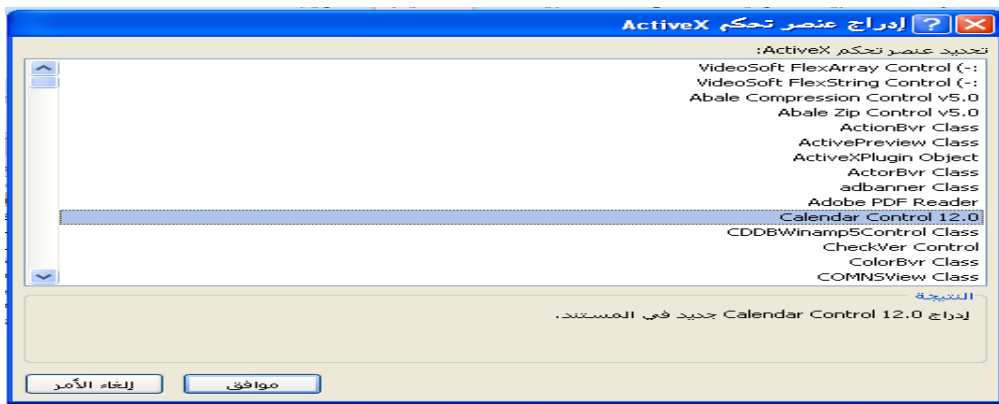 إدراج عنصر تحكم ActiveX
تحديد عنصر تحكم ActiveX:
VideoSoft FlexArray Control (-:
VideoSoft FlexString Control (-:
Abale Compression Control v5.0
Abale Zip Control v5.0
ActionBvr Class
ActivePreview Class
ActiveXPlugin Object
ActorBvr Class
adbanner Class
Adobe PDF Reader
Calendar Control 12.0
CDDBWinamp5Control Class
CheckVer Control
ColorBvr Class
COMNSView Class
النتيجة
إدراج Calendar Control 12.0 جديد في المستند.
موافق
إلغاء الأمر